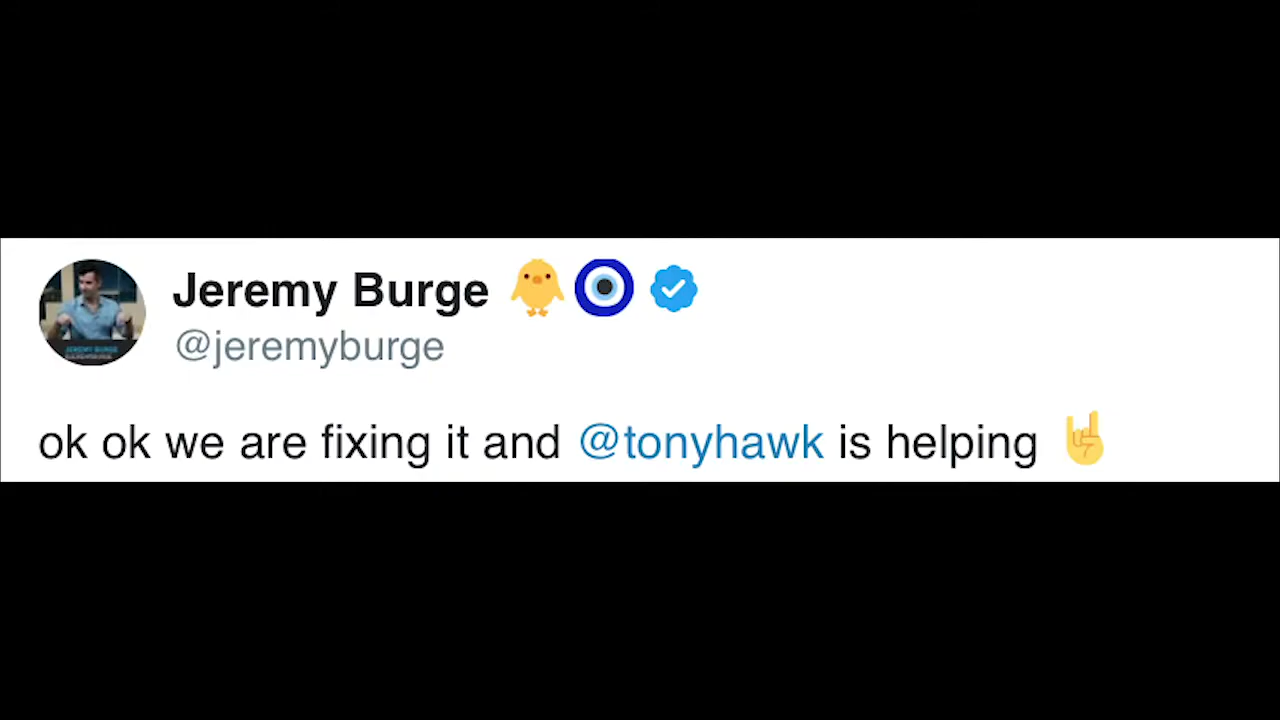 Jeremy Burge 🐥🧿
@jeremyburge
ok ok we are fixing it and @tonyhawk is helping 🤘